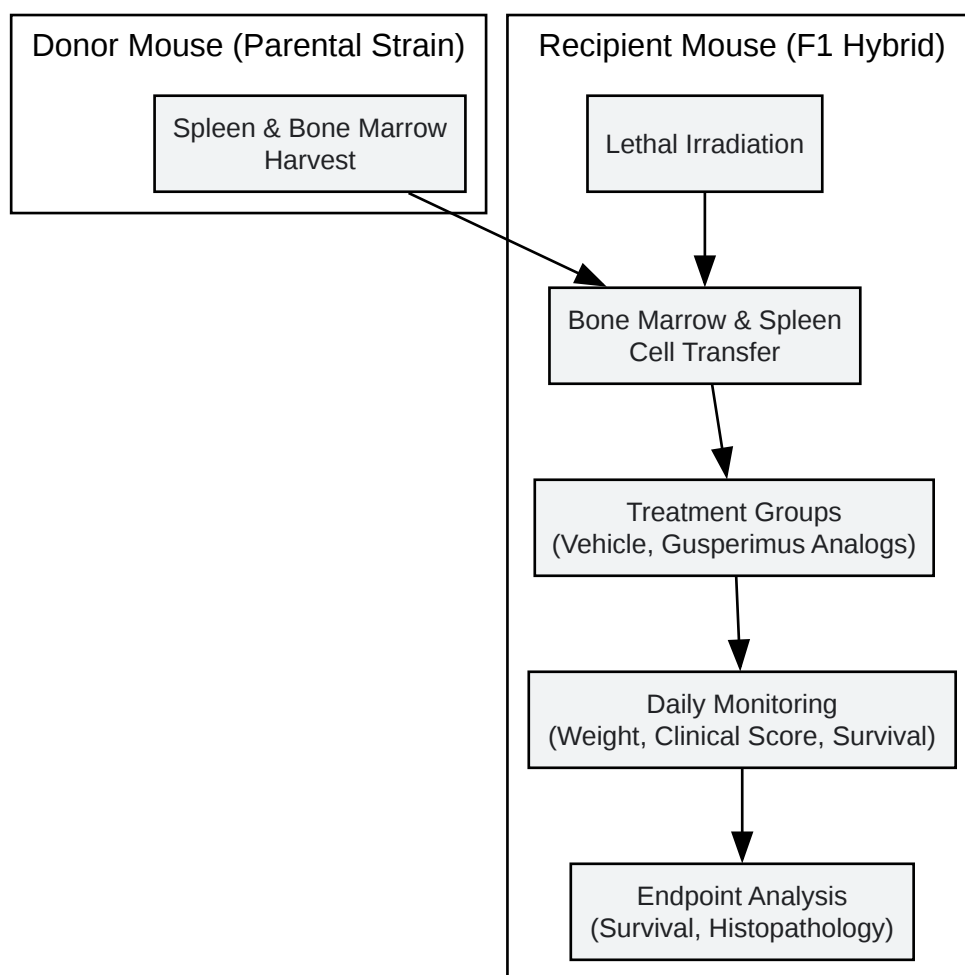 Donor Mouse (Parental Strain)
Spleen & Bone Marrow
Harvest
Recipient Mouse (F1 Hybrid)
Lethal Irradiation
Bone Marrow & Spleen
Cell Transfer
Treatment Groups
(Vehicle, Gusperimus Analogs)
Daily Monitoring
(Weight, Clinical Score, Survival)
Endpoint Analysis
(Survival, Histopathology)